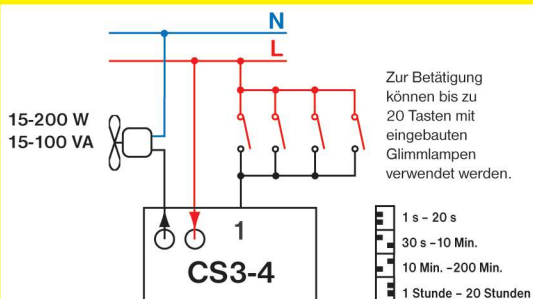 N
L
15-200 W
15-100 VA
Zur Betätigung
können bis zu
20 Tasten mit
eingebauten
Glimmlampen
verwendet werden.
1
CS3-4
1 s – 20 s
30 s –10 Min.
10 Min. –200 Min.
1 Stunde – 20 Stunden